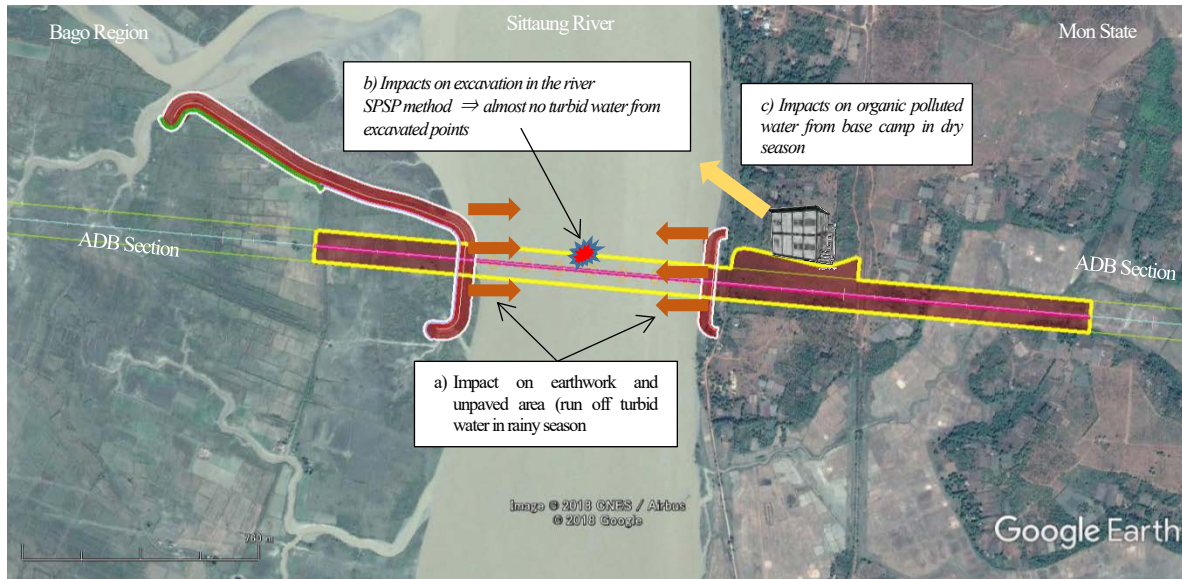 Bago Region
Sittaung River
Mon State
b) Impacts on excavation in the river
SPSP method ⇒ almost no turbid water from
excavated points
c) Impacts on organic polluted
water from base camp in dry
season
ADB Section
ADB Section
a) Impact on earthwork and
unpaved area (run off turbid
water in rainy season
Image © 2018 CNES / Airbus
© 2018 Google
Google Earth